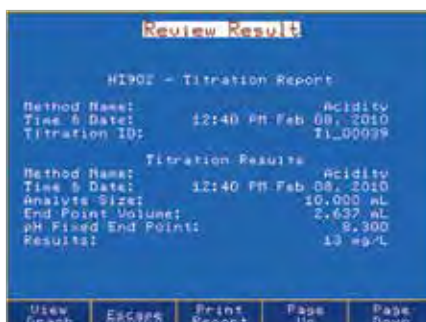 Review Result
HI902 - Titration Report
Method Name: Acidity
Time & Date: 12:40 PM Feb 08, 2010
Titration ID: Ti_00039
Titration Results
Method Name: Acidity
Time & Date: 12:40 PM Feb 08, 2010
Analyte Size: 10.000 mL
End Point Volume: 2.637 mL
pH Fixed End Point: 8.300
Results: 13 mg/L
View Graph Escape Print Report Page Up Page Down